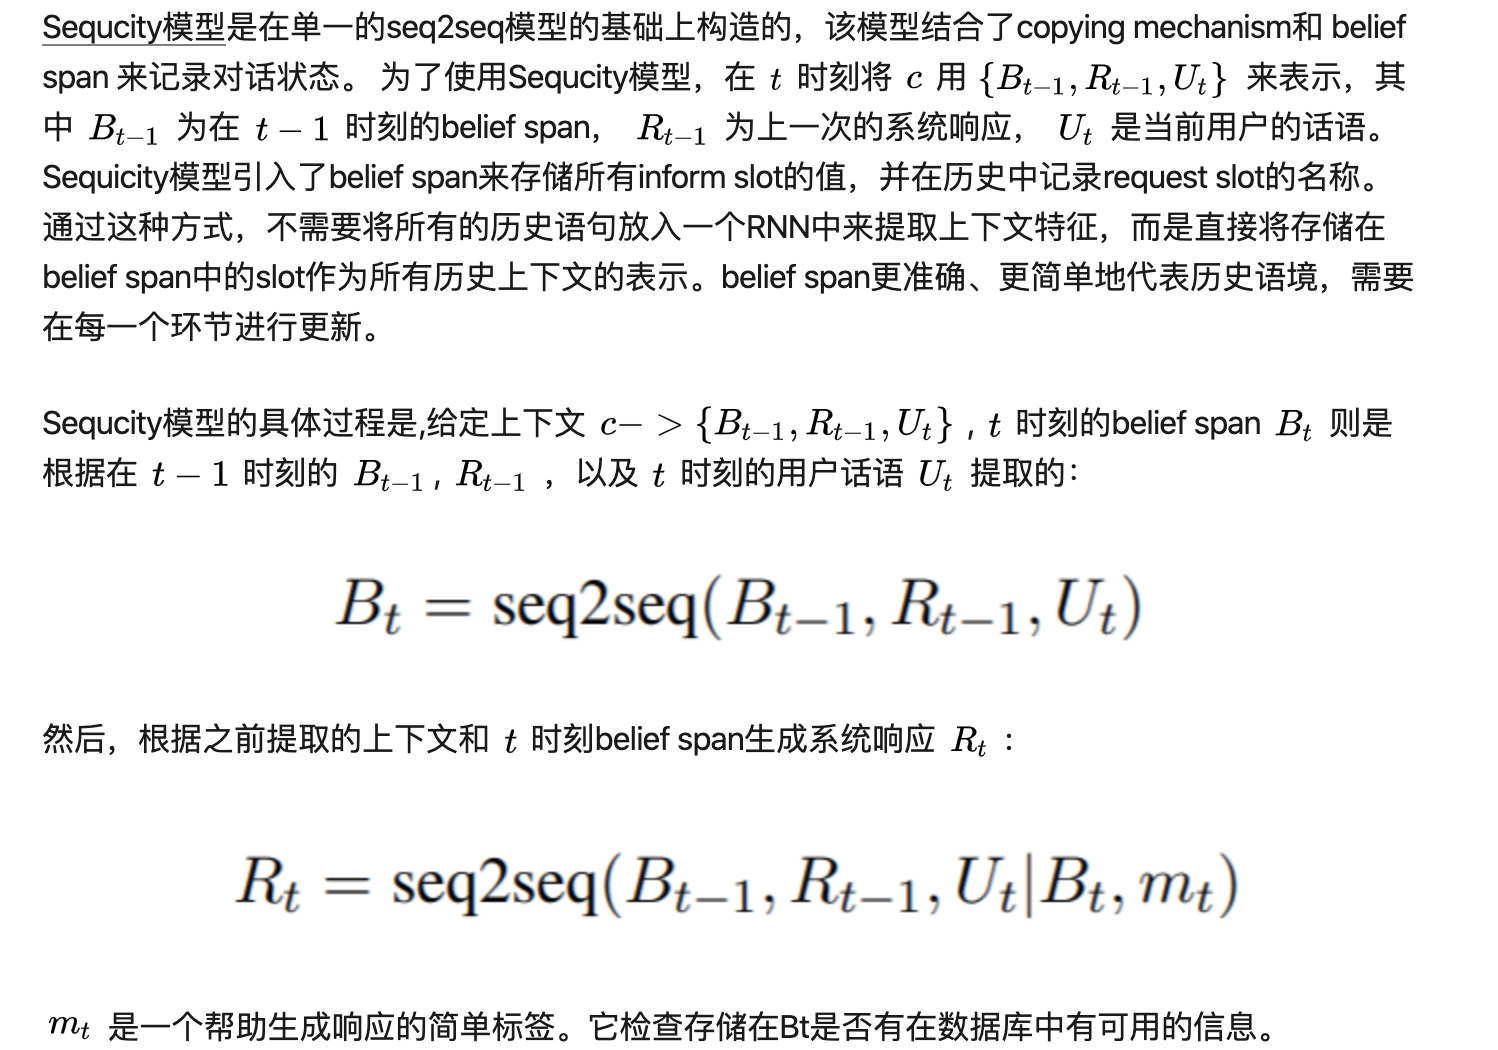 Sequcity模型是在单一的seq2seq模型的基础上构造的，该模型结合了copying mechanism和 belief
span 来记录对话状态。 为了使用Sequcity模型，在 t 时刻将 c 用 {B_{t-1}, R_{t-1}, U_t} 来表示，其
中 B_{t-1} 为在 t − 1 时刻的belief span， R_{t-1} 为上一次的系统响应， U_t 是当前用户的话语。
Sequicity模型引入了belief span来存储所有inform slot的值，并在历史中记录request slot的名称。
通过这种方式，不需要将所有的历史语句放入一个RNN中来提取上下文特征，而是直接将存储在
belief span中的slot作为所有历史上下文的表示。belief span更准确、更简单地代表历史语境，需要
在每一个环节进行更新。
Sequcity模型的具体过程是,给定上下文 c− > {B_{t-1}, R_{t-1}, U_t} , t 时刻的belief span B_t 则是
根据在 t − 1 时刻的 B_{t-1} , R_{t-1} ， 以及 t 时刻的用户话语 U_t 提取的：
B_t = seq2seq(B_{t-1}, R_{t-1}, U_t)
然后，根据之前提取的上下文和 t 时刻belief span生成系统响应 R_t ：
R_t = seq2seq(B_{t-1}, R_{t-1}, U_t|B_t, m_t)
m_t 是一个帮助生成响应的简单标签。它检查存储在Bt是否有在数据库中有可用的信息。